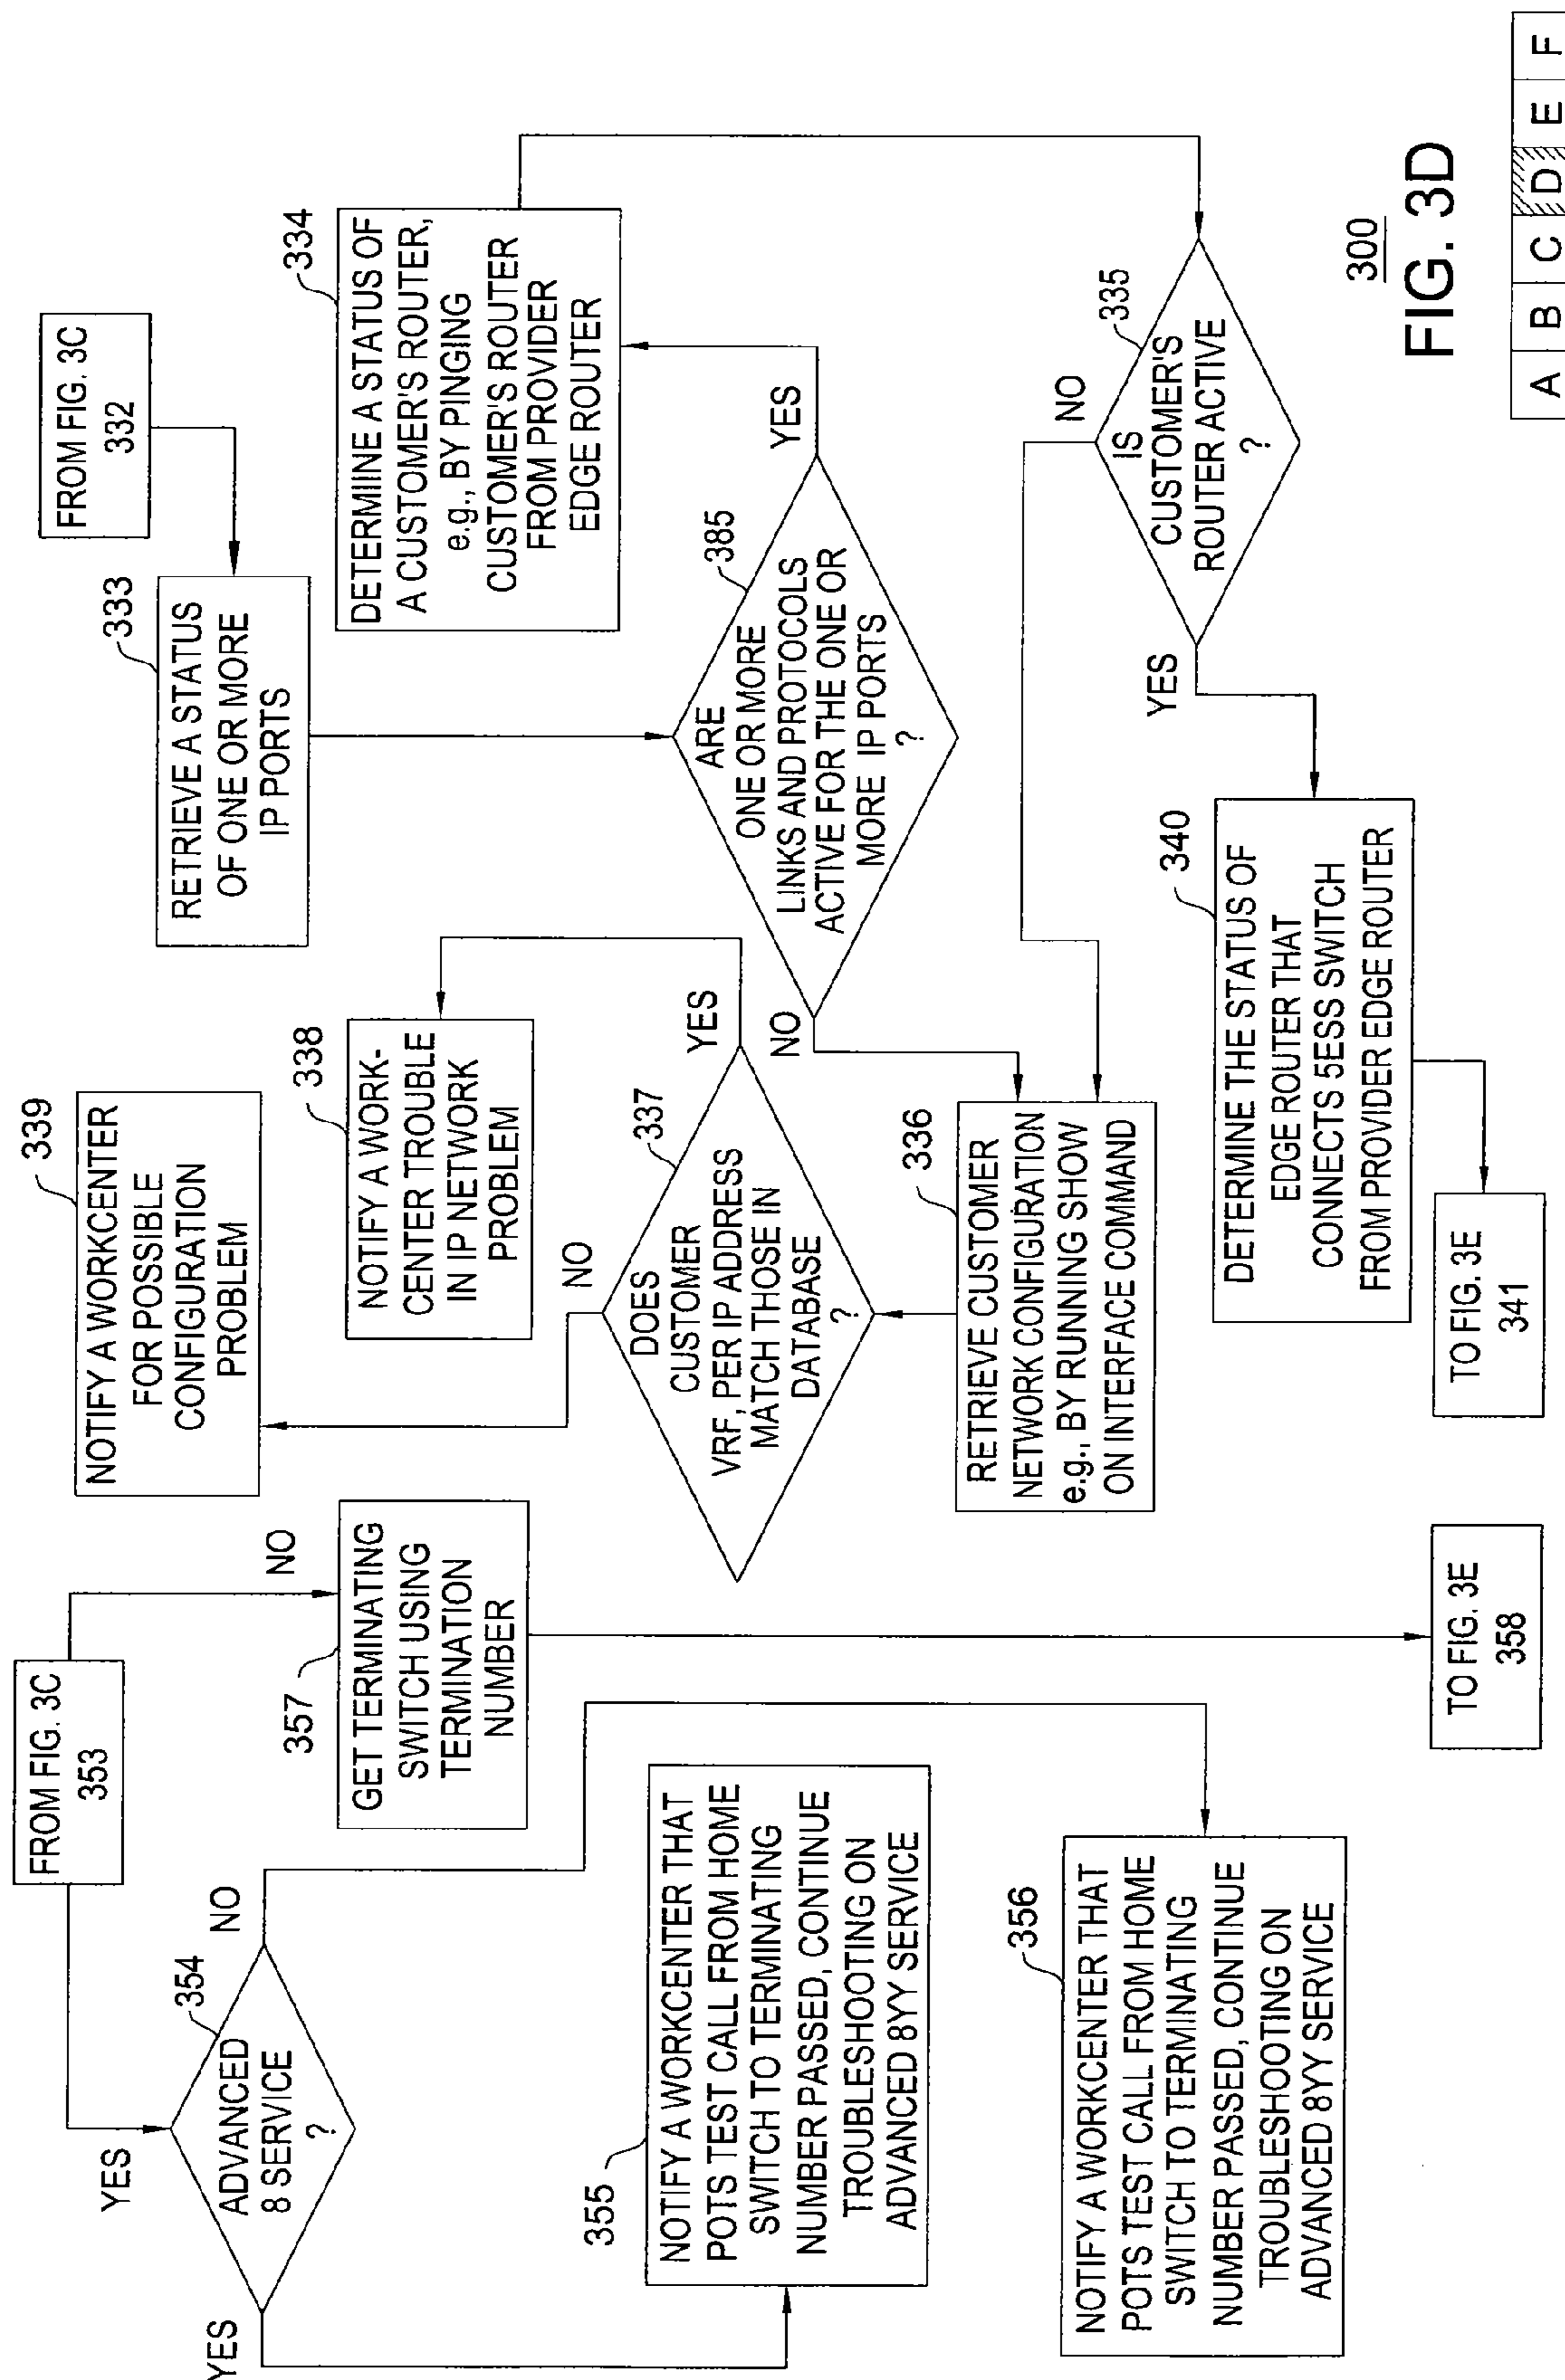 FROM FIG. 3C
353
YES
NO
354
ADVANCED
8 SERVICE
?
NO
YES
357
GET TERMINATING
SWITCH USING
TERMINATION
NUMBER
355
NOTIFY A WORKCENTER THAT
POTS TEST CALL FROM HOME
SWITCH TO TERMINATING
NUMBER PASSED, CONTINUE
TROUBLESHOOTING ON
ADVANCED 8YY SERVICE
356
NOTIFY A WORKCENTER THAT
POTS TEST CALL FROM HOME
SWITCH TO TERMINATING
NUMBER PASSED, CONTINUE
TROUBLESHOOTING ON
ADVANCED 8YY SERVICE
TO FIG. 3E
358
FROM FIG. 3C
332
333
RETRIEVE A STATUS
OF ONE OR MORE
IP PORTS
334
DETERMIINE A STATUS OF
A CUSTOMER'S ROUTER,
e.g., BY PINGING
CUSTOMER'S ROUTER
FROM PROVIDER
EDGE ROUTER
385
ARE
ONE OR MORE
LINKS AND PROTOCOLS
ACTIVE FOR THE ONE OR
MORE IP PORTS
?
YES
NO
339
NOTIFY A WORKCENTER
FOR POSSIBLE
CONFIGURATION
PROBLEM
338
NOTIFY A WORK-
CENTER TROUBLE
IN IP NETWORK
PROBLEM
337
DOES
CUSTOMER
VRF, PER IP ADDRESS
MATCH THOSE IN
DATABASE
?
NO
YES
336
RETRIEVE CUSTOMER
NETWORK CONFIGURATION
e.g., BY RUNNING SHOW
ON INTERFACE COMMAND
335
IS
CUSTOMER'S
ROUTER ACTIVE
?
NO
YES
340
DETERMINE THE STATUS OF
EDGE ROUTER THAT
CONNECTS 5ESS SWITCH
FROM PROVIDER EDGE ROUTER
TO FIG. 3E
341
300
FIG. 3D
A B C D E F